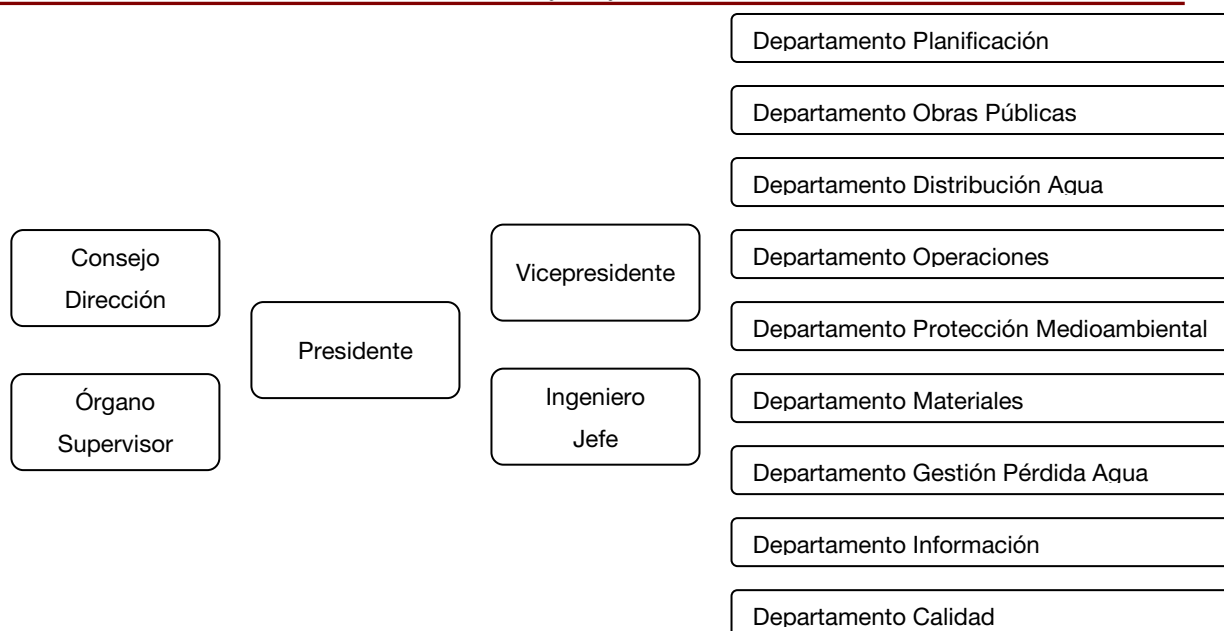 Consejo
Dirección
Órgano
Supervisor
Presidente
Vicepresidente
Ingeniero
Jefe
Departamento Planificación
Departamento Obras Públicas
Departamento Distribución Agua
Departamento Operaciones
Departamento Protección Medioambiental
Departamento Materiales
Departamento Gestión Pérdida Agua
Departamento Información
Departamento Calidad